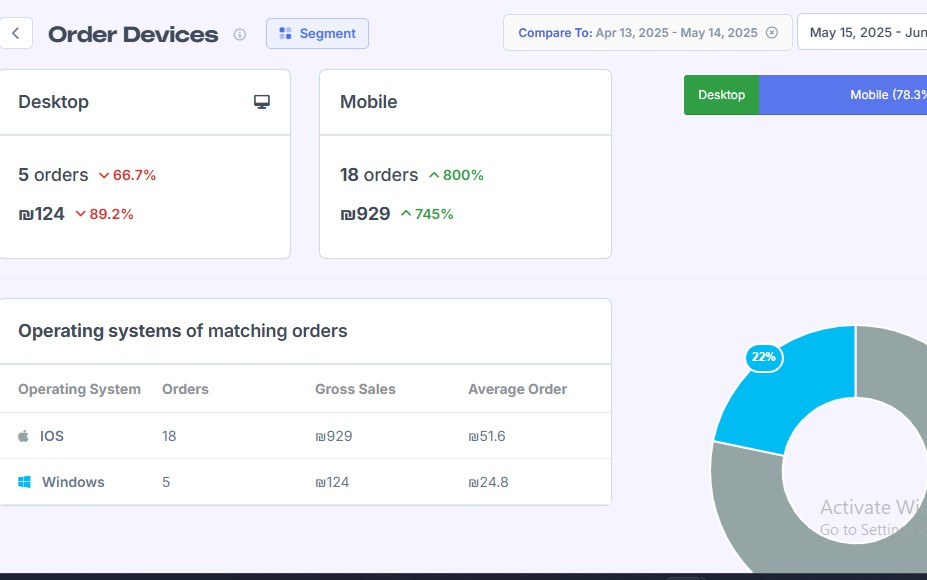 Order Devices
Segment
Compare To: Apr 13, 2025 - May 14, 2025
May 15, 2025 - Jun
Desktop
Mobile
Desktop
Mobile (78.3%
5 orders 66.7%
18 orders 800%
₪124 89.2%
₪929 745%
Operating systems of matching orders
Operating System Orders Gross Sales Average Order
IOS 18 ₪929 ₪51.6
Windows 5 ₪124 ₪24.8
22%
Activate Wi
Go to Setting